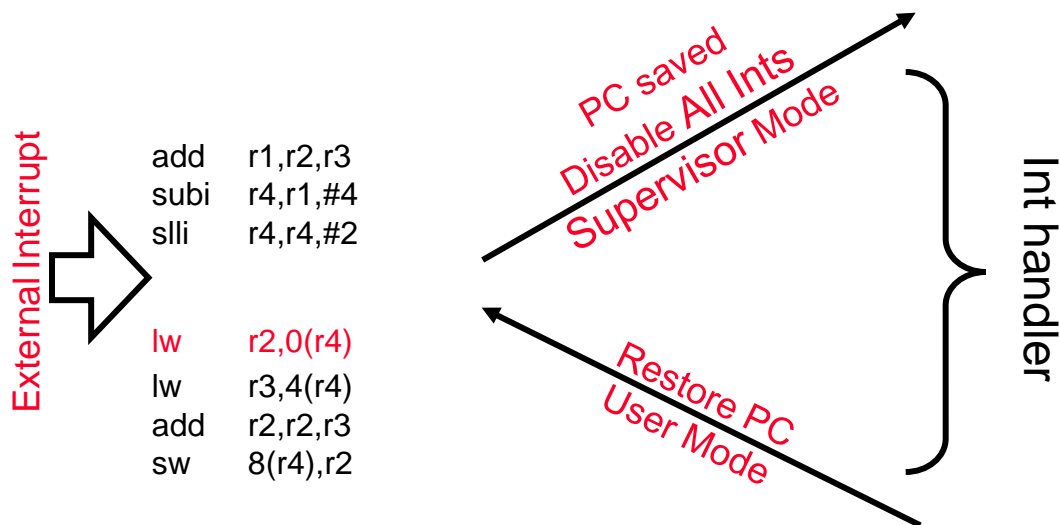 External Interrupt
add r1,r2,r3
subi r4,r1,#4
slli r4,r4,#2
lw r2,0(r4)
lw r3,4(r4)
add r2,r2,r3
sw 8(r4),r2
PC saved
Disable All Ints
Supervisor Mode
Restore PC
User Mode
Int handler